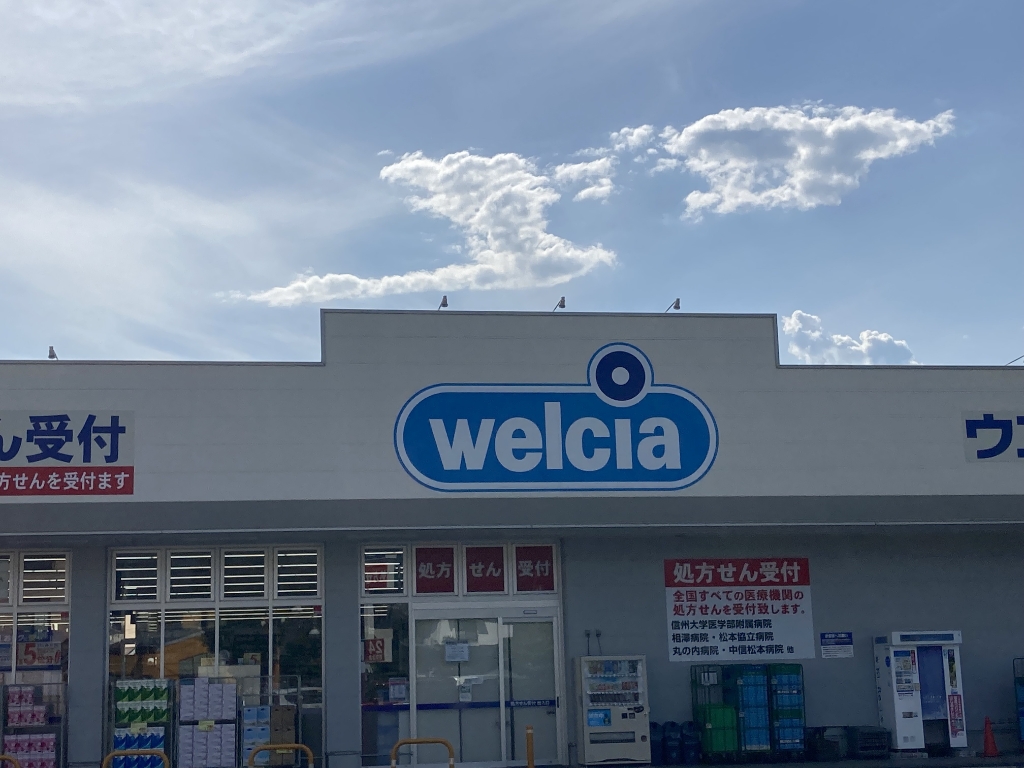 ん受付
方せんを受付ます
welcia
ウエ
処方 せん 受付
処方せん受付
全国すべての医療機関の
処方せんを受付致します。
信州大学医学部附属病院
相澤病院・松本協立病院
丸の内病院・中信松本病院 他
24
5